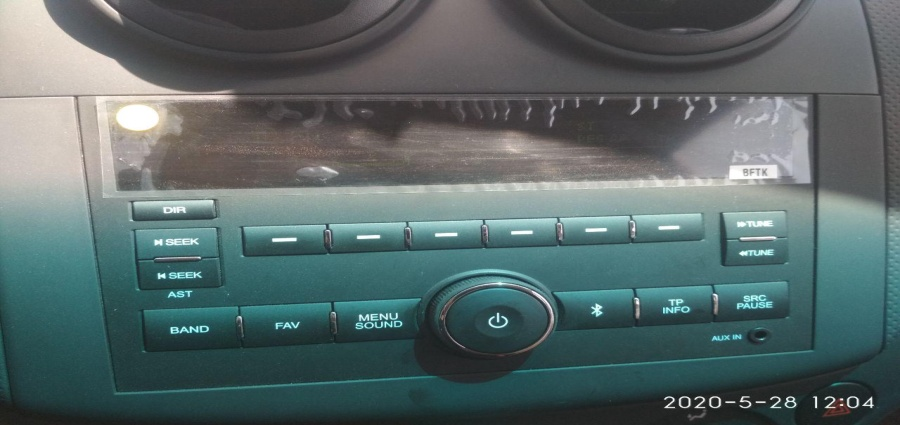 BFTK
DIR
SEEK
TUNE
SEEK
TUNE
AST
BAND
FAV
MENU
SOUND
TP
INFO
SRC
PAUSE
AUX IN
2020-5-28 12:04